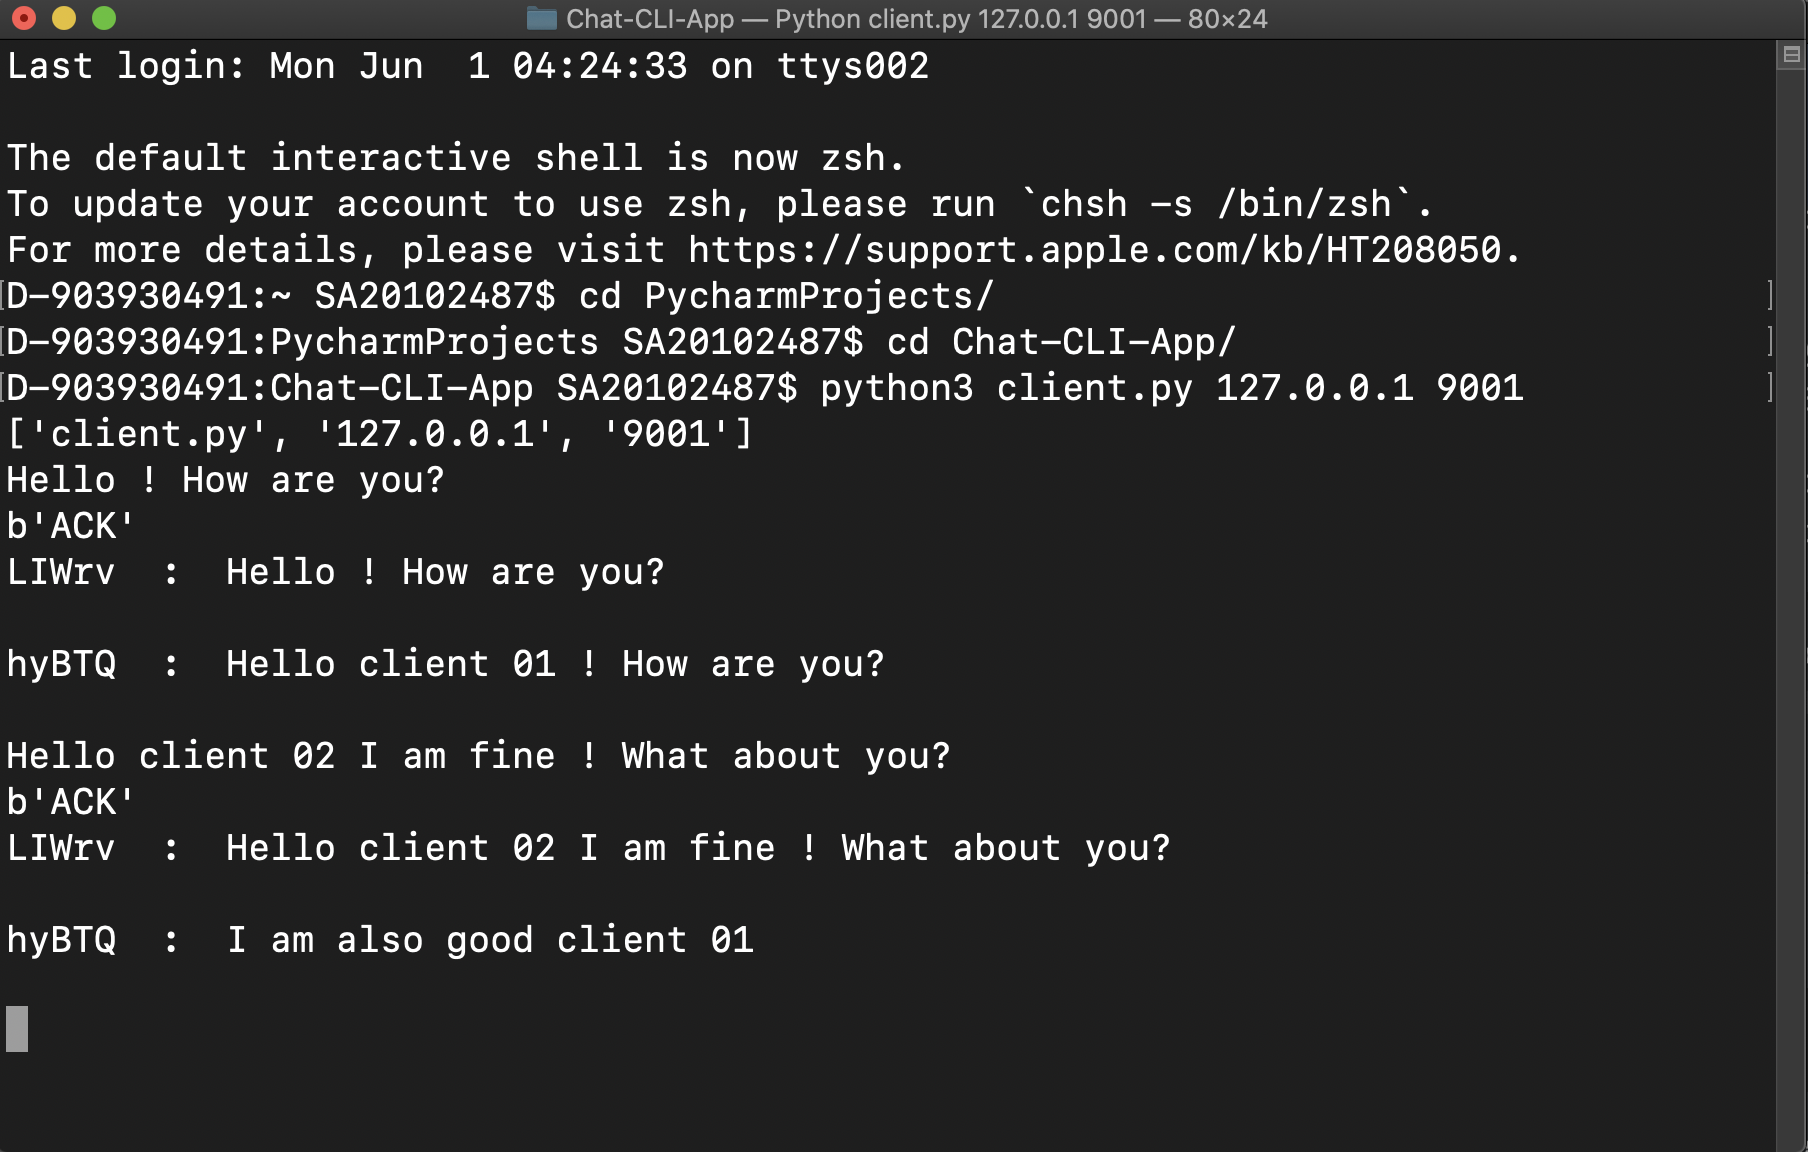 Chat-CLI-App — Python client.py 127.0.0.1 9001 — 80×24
Last login: Mon Jun  1 04:24:33 on ttys002
The default interactive shell is now zsh.
To update your account to use zsh, please run `chsh -s /bin/zsh`.
For more details, please visit https://support.apple.com/kb/HT208050.
[D-903930491:~ SA20102487$ cd PycharmProjects/ ]
[D-903930491:PycharmProjects SA20102487$ cd Chat-CLI-App/ ]
[D-903930491:Chat-CLI-App SA20102487$ python3 client.py 127.0.0.1 9001 ]
['client.py', '127.0.0.1', '9001']
Hello ! How are you?
b'ACK'
LIWrv  :  Hello ! How are you?
hyBTQ  :  Hello client 01 ! How are you?
Hello client 02 I am fine ! What about you?
b'ACK'
LIWrv  :  Hello client 02 I am fine ! What about you?
hyBTQ  :  I am also good client 01